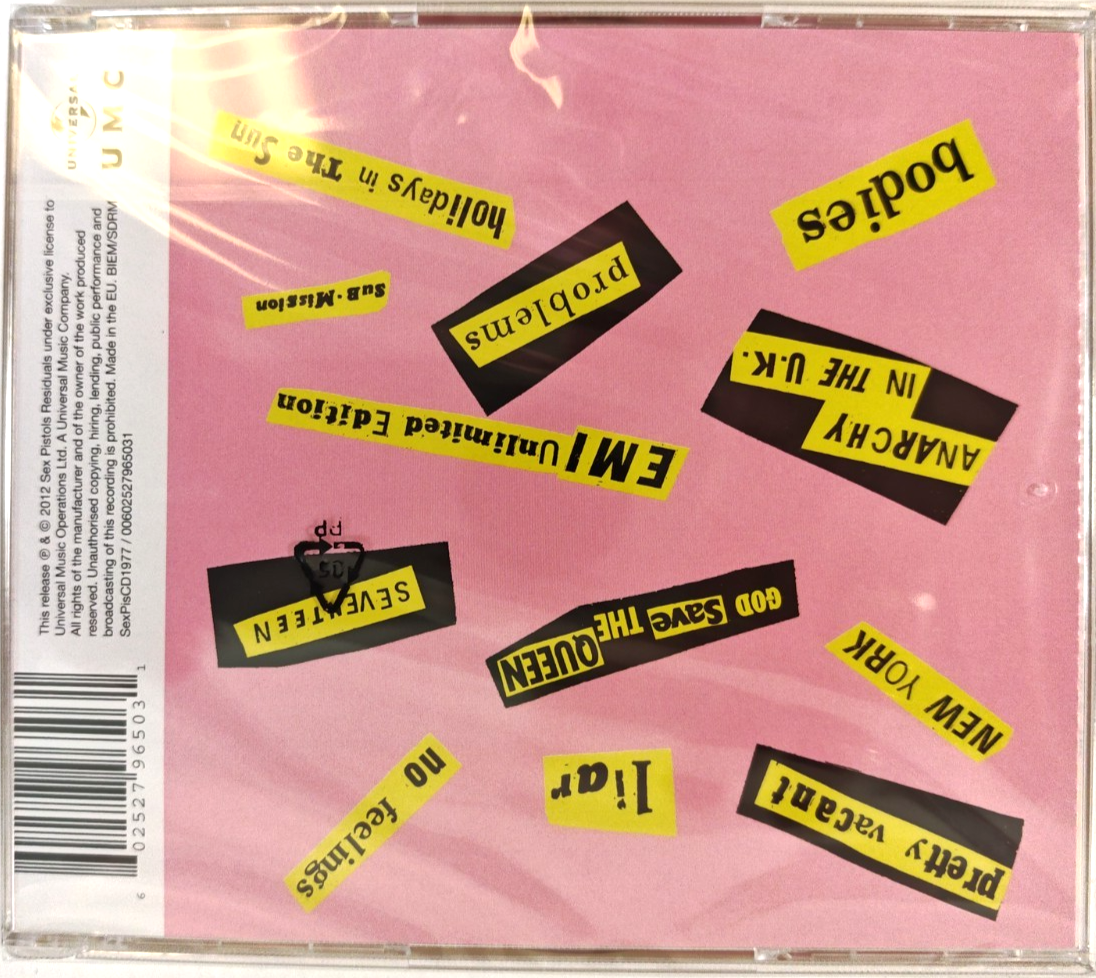 pretty vacant
liar
no feelings
NEW YORK
GOD Save THE
QUEEN
SEVENTEEN
05
PP
ANARCHY
IN THE U.K.
EMI Unlimited Edition
problems
SuB·Mission
bodies
holidays in The Sun
This release ℗ & © 2012 Sex Pistols Residuals under exclusive license to
Universal Music Operations Ltd. A Universal Music Company.
All rights of the manufacturer and of the owner of the work produced
reserved. Unauthorised copying, hiring, lending, public performance and
broadcasting of this recording is prohibited. Made in the EU. BIEM/SDRM
SexPisCD1977 / 00602527965031
UNIVERSAL
UMC
6 02527 96503 1